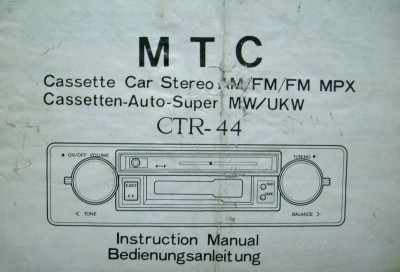 MTC
Cassette Car Stereo AM/FM/FM MPX
Cassetten-Auto-Super MW/UKW
CTR-44
ON/OFF VOLUME
TUNING
EJECT
TONE
BALANCE
Instruction Manual
Bedienungsanleitung